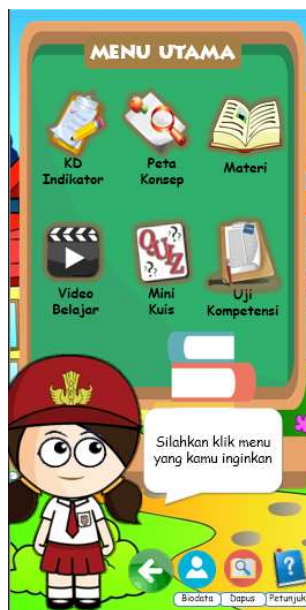 MENU UTAMA
KD
Indikator
Peta
Konsep
Materi
Video
Belajar
QUIZ
Mini
Kuis
Uji
Kompetensi
Silahkan klik menu
yang kamu inginkan
Biodata
Dapus
Petunjuk